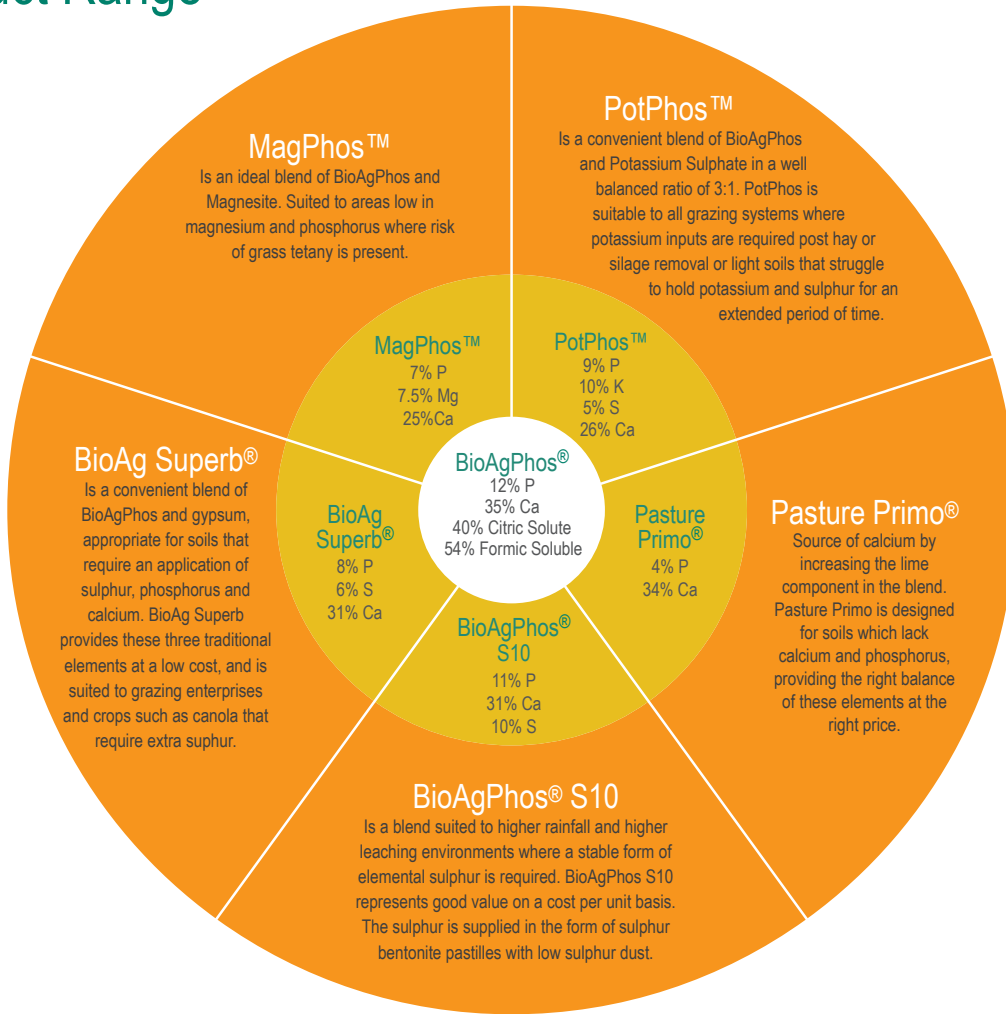 Range
PotPhos™
Is a convenient blend of BioAgPhos
and Potassium Sulphate in a well
balanced ratio of 3:1. PotPhos is
suitable to all grazing systems where
potassium inputs are required post hay or
silage removal or light soils that struggle
to hold potassium and sulphur for an
extended period of time.
MagPhos™
Is an ideal blend of BioAgPhos and
Magnesite. Suited to areas low in
magnesium and phosphorus where risk
of grass tetany is present.
MagPhos™
7% P
7.5% Mg
25%Ca
PotPhos™
9% P
10% K
5% S
26% Ca
BioAg Superb®
Is a convenient blend of
BioAgPhos and gypsum,
appropriate for soils that
require an application of
sulphur, phosphorus and
calcium. BioAg Superb
provides these three traditional
elements at a low cost, and is
suited to grazing enterprises
and crops such as canola that
require extra suphur.
BioAg
Superb®
8% P
6% S
31% Ca
BioAgPhos®
12% P
35% Ca
40% Citric Solute
54% Formic Soluble
Pasture
Primo®
4% P
34% Ca
Pasture Primo®
Source of calcium by
increasing the lime
component in the blend.
Pasture Primo is designed
for soils which lack
calcium and phosphorus,
providing the right balance
of these elements at the
right price.
BioAgPhos®
S10
11% P
31% Ca
10% S
BioAgPhos® S10
Is a blend suited to higher rainfall and higher
leaching environments where a stable form of
elemental sulphur is required. BioAgPhos S10
represents good value on a cost per unit basis.
The sulphur is supplied in the form of sulphur
bentonite pastilles with low sulphur dust.